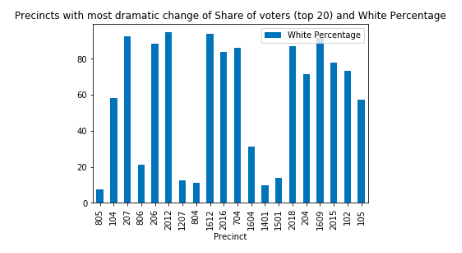 Precincts with most dramatic change of Share of voters (top 20) and White Percentage
White Percentage
80
60
40
20
0
805 104 207 806 206 2012 1207 804 1612 2016 704 1604 1401 1501 2018 204 1609 2015 102 105
Precinct